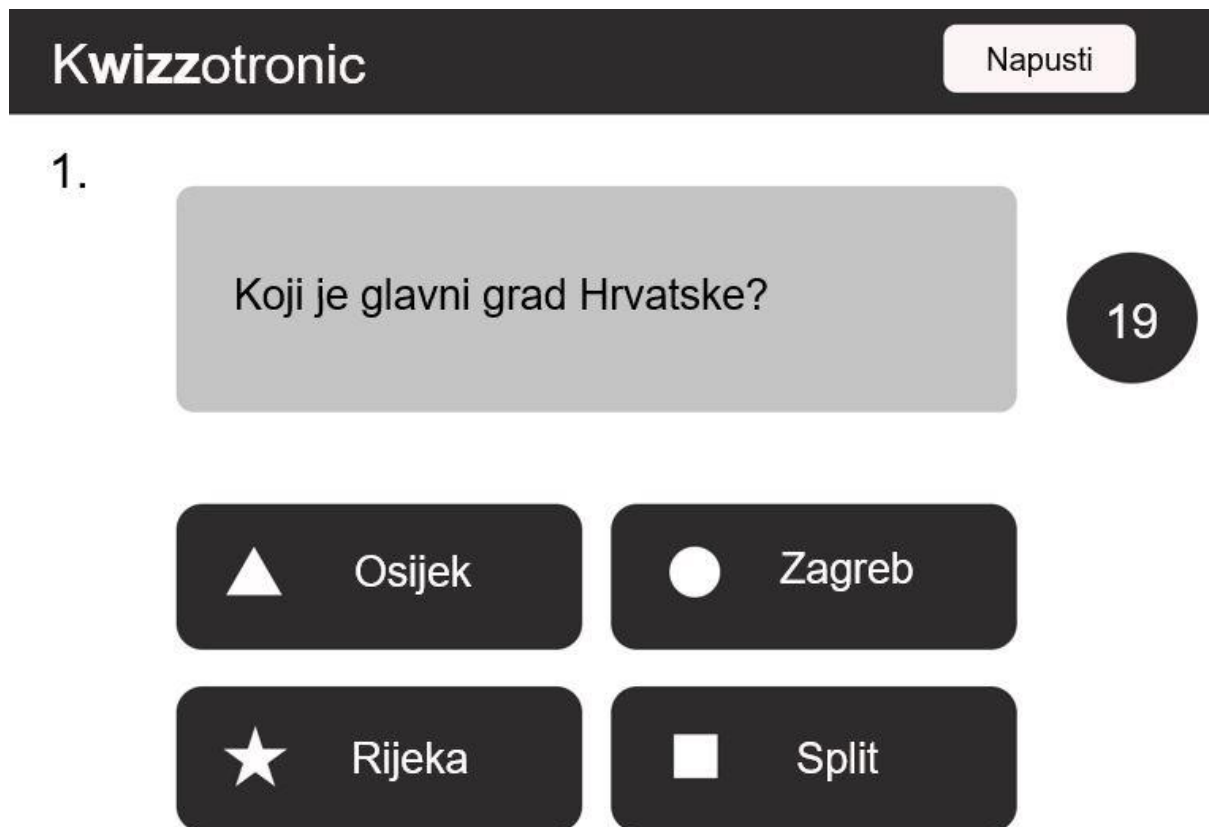 Kwizzotronic
Napusti
1.
Koji je glavni grad Hrvatske?
19
Osijek
Zagreb
Rijeka
Split